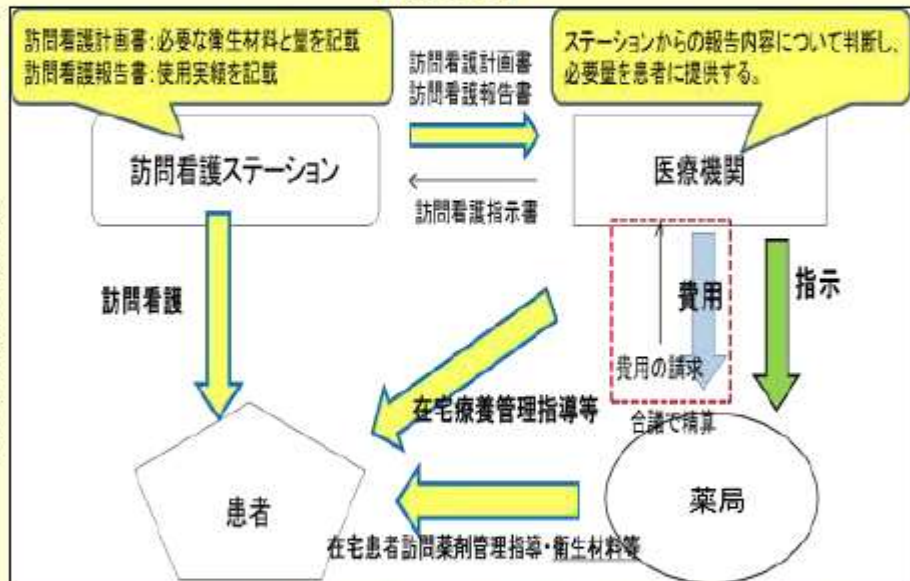 訪問看護計画書:必要な衛生材料と量を記載
訪問看護報告書:使用実績を記載
ステーションからの報告内容について判断し、
必要量を患者に提供する。
訪問看護計画書
訪問看護報告書
訪問看護ステーション
医療機関
訪問看護指示書
訪問看護
費用
指示
費用の請求
在宅療養管理指導等
合議で精算
患者
薬局
在宅患者訪問薬剤管理指導・衛生材料等